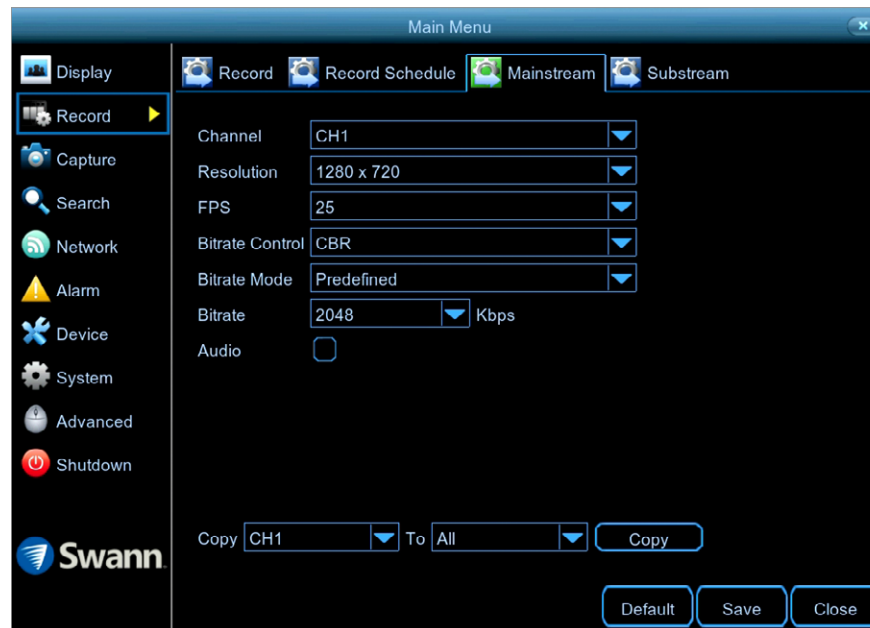 Main Menu
Display
Record
Capture
Search
Network
Alarm
Device
System
Advanced
Shutdown
Swann.
Record Record Schedule Mainstream Substream
Channel CH1
Resolution 1280 x 720
FPS 25
Bitrate Control CBR
Bitrate Mode Predefined
Bitrate 2048 Kbps
Audio
Copy CH1 To All Copy
Default Save Close